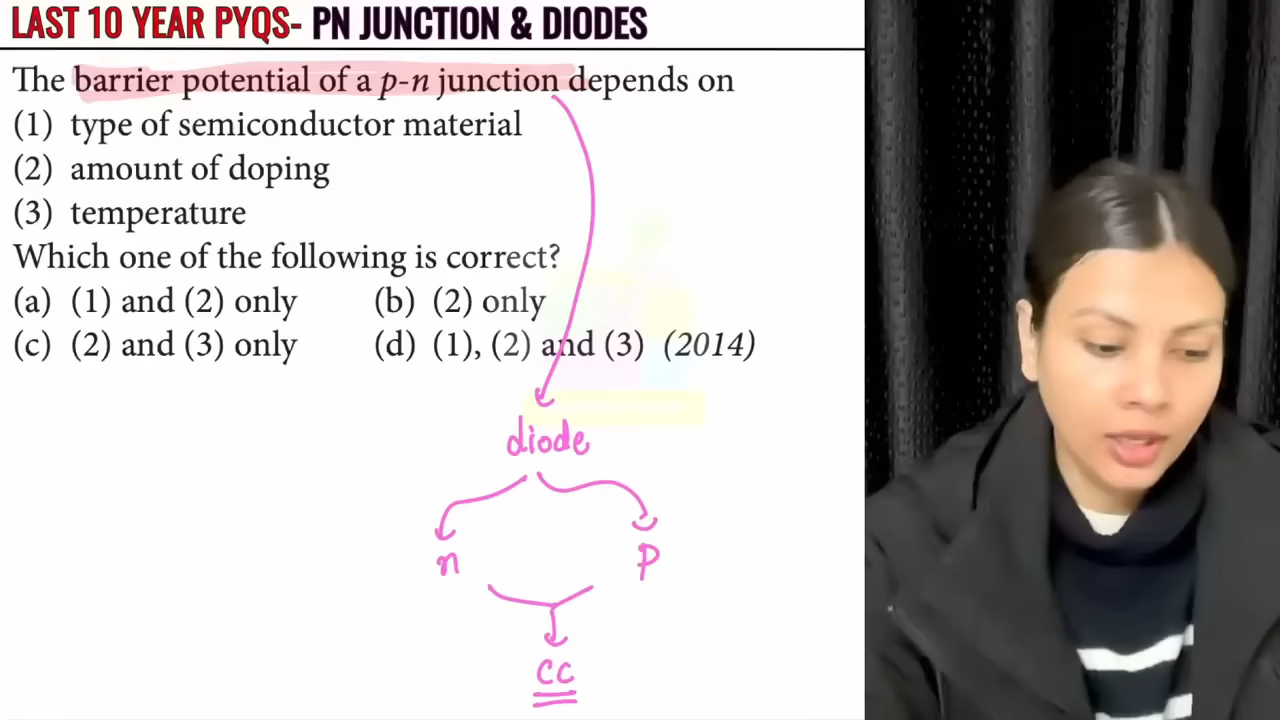 LAST 10 YEAR PYQS- PN JUNCTION & DIODES
The barrier potential of a p-n junction depends on
(1) type of semiconductor material
(2) amount of doping
(3) temperature
Which one of the following is correct?
(a) (1) and (2) only (b) (2) only
(c) (2) and (3) only (d) (1), (2) and (3) (2014)
diode
n p
CC